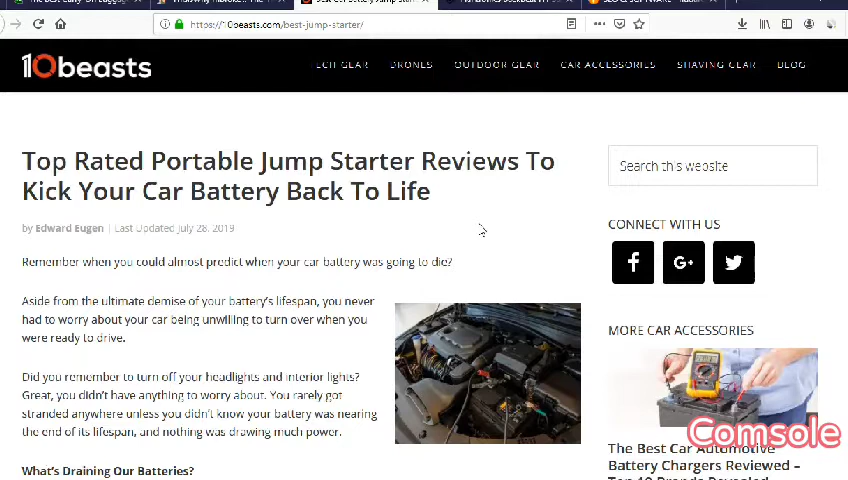 https://10beasts.com/best-jump-starter/
10beasts
ECH GEAR DRONES OUTDOOR GEAR CAR ACCESSORIES SHAVING GEAR BLOG
Top Rated Portable Jump Starter Reviews To
Kick Your Car Battery Back To Life
by Edward Eugen | Last Updated July 28, 2019
Remember when you could almost predict when your car battery was going to die?
Aside from the ultimate demise of your battery's lifespan, you never
had to worry about your car being unwilling to turn over when you
were ready to drive.
Did you remember to turn off your headlights and interior lights?
Great, you didn't have anything to worry about. You rarely got
stranded anywhere unless you didn't know your battery was nearing
the end of its lifespan, and nothing was drawing much power.
What's Draining Our Batteries?
Search this website
CONNECT WITH US
f
G+
MORE CAR ACCESSORIES
Comsole
The Best Car Automotive
Battery Chargers Reviewed –